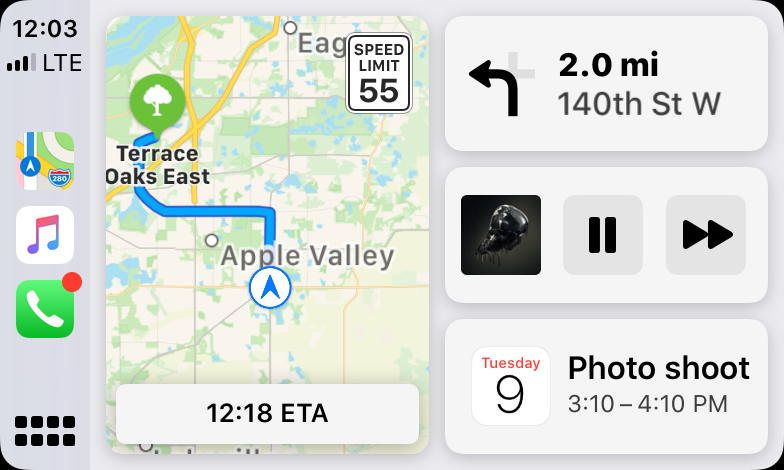 12:03
LTE
280
Eag
SPEED
LIMIT
55
Terrace
Oaks East
Apple Valley
12:18 ETA
2.0 mi
140th St W
Tuesday
9
Photo shoot
3:10 – 4:10 PM